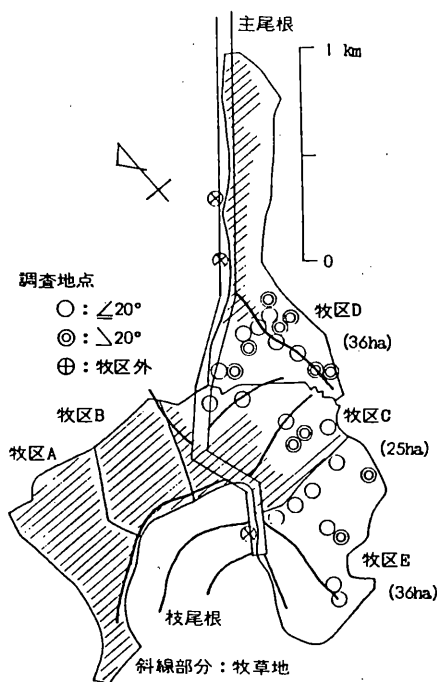 主尾根
1 km
0
調査地点
○：≦20°
◎：＞20°
⊕：牧区外
牧区D
(36ha)
牧区B
牧区C
牧区A
(25ha)
牧区E
(36ha)
枝尾根
斜線部分：牧草地